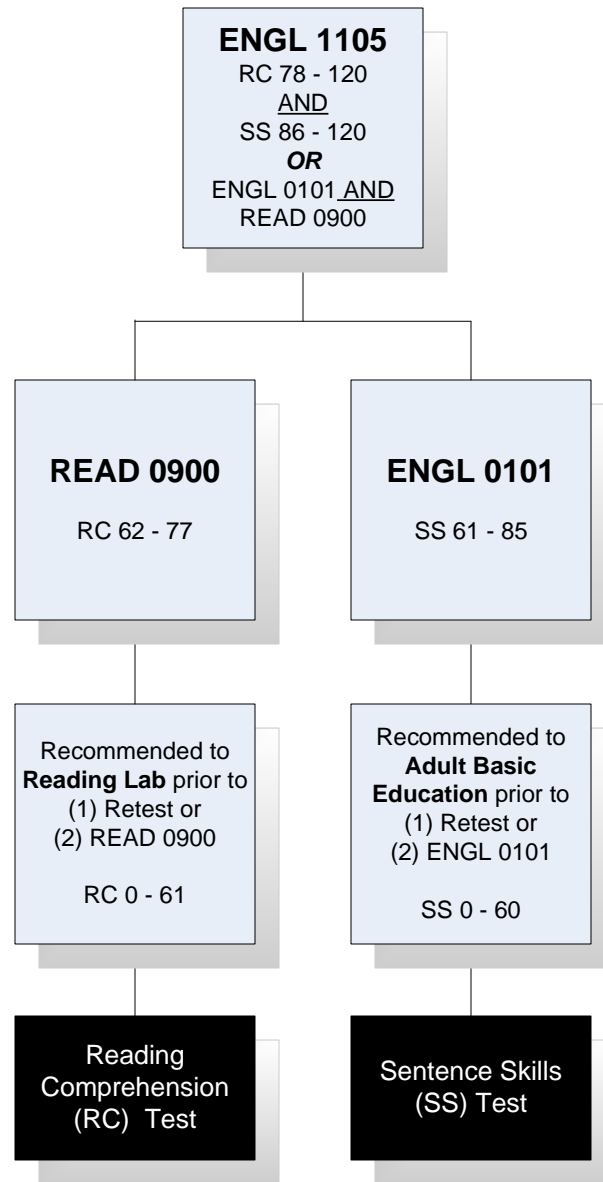 ENGL 1105
RC 78 - 120
AND
SS 86 - 120
OR
ENGL 0101 AND
READ 0900
READ 0900
RC 62 - 77
ENGL 0101
SS 61 - 85
Recommended to
Reading Lab prior to
(1) Retest or
(2) READ 0900
RC 0 - 61
Recommended to
Adult Basic
Education prior to
(1) Retest or
(2) ENGL 0101
SS 0 - 60
Reading
Comprehension
(RC) Test
Sentence Skills
(SS) Test